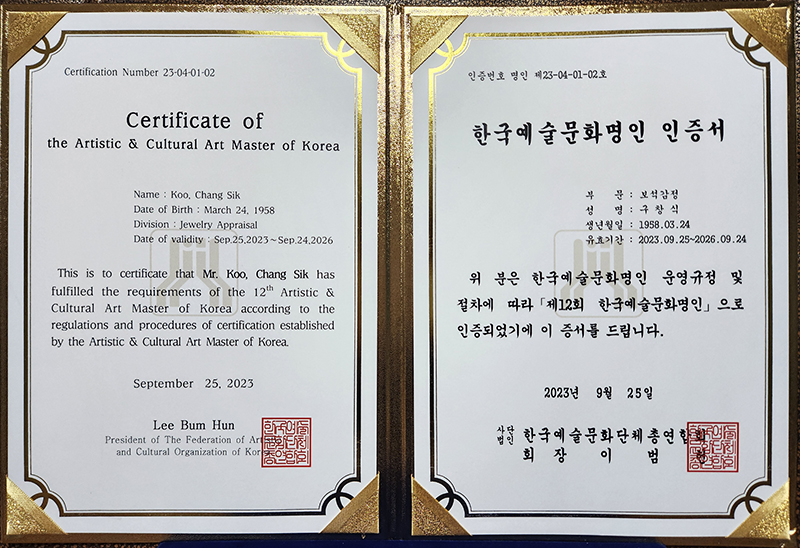 Certification Number 23-04-01-02
Certificate of
the Artistic & Cultural Art Master of Korea
Name : Koo, Chang Sik
Date of Birth : March 24, 1958
Division : Jewelry Appraisal
Date of validity : Sep.25,2023~Sep.24,2026
This is to certificate that Mr. Koo, Chang Sik has
fulfilled the requirements of the 12th Artistic &
Cultural Art Master of Korea according to the
regulations and procedures of certification established
by the Artistic & Cultural Art Master of Korea.
September 25, 2023
Lee Bum Hun
President of The Federation of Art
and Cultural Organization of Korea
인증번호 명인 제23-04-01-02호
한국예술문화명인 인증서
부 문 : 보석감정
성 명 : 구 창 식
생년월일 : 1958.03.24
유효기간 : 2023.09.25~2026.09.24
위 분은 한국예술문화명인 운영규정 및
절차에 따라 「제12회 한국예술문화명인」으로
인증되었기에 이 증서를 드립니다.
2023년 9월 25일
사단법인 한국예술문화단체총연합회
회 장 이 범 헌